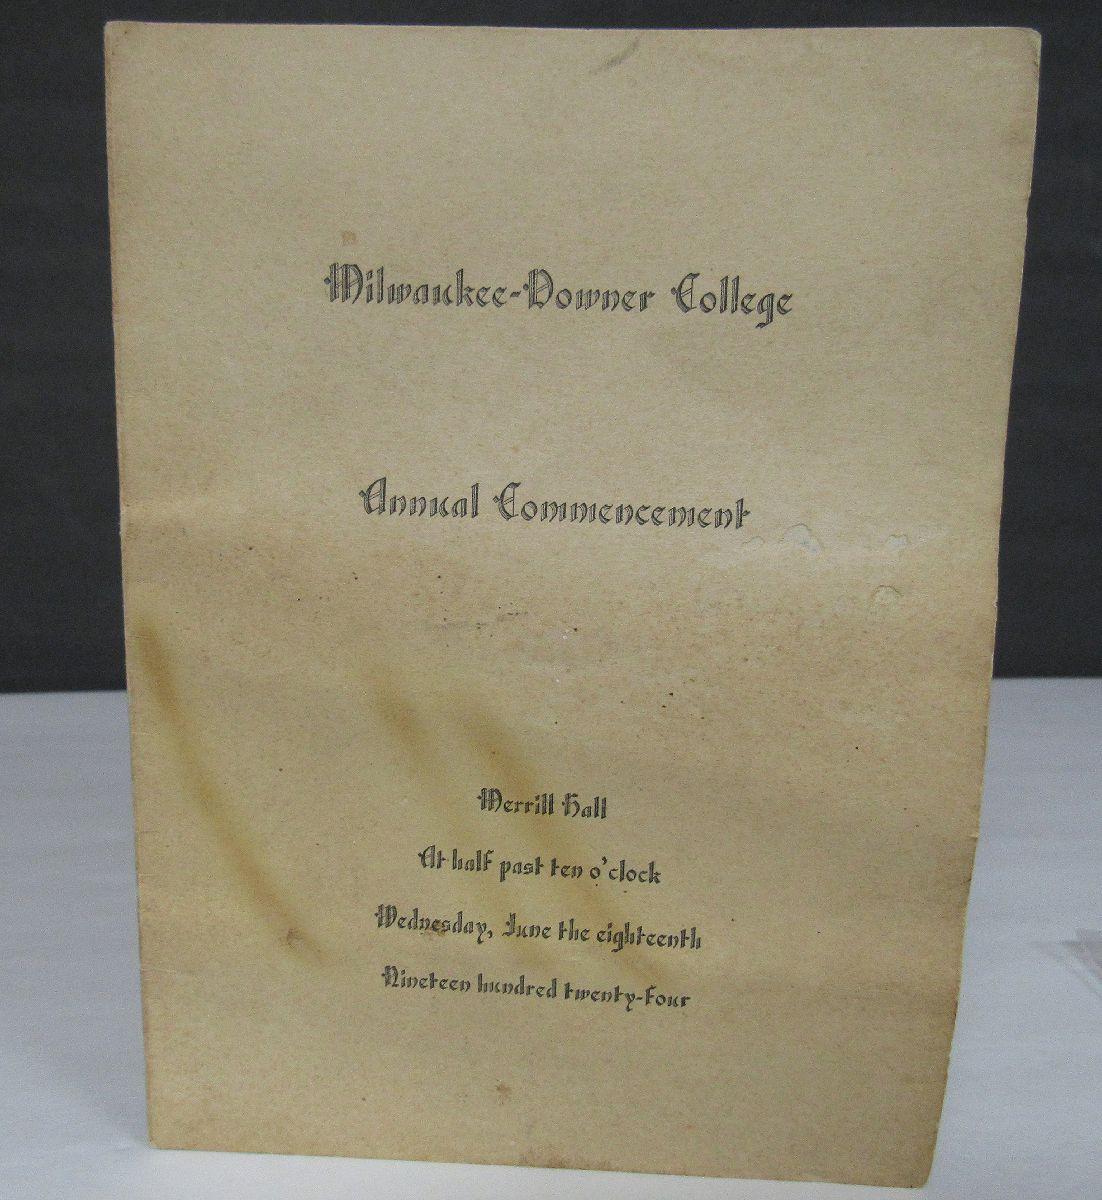 Milwaukee-Downer College
Annual Commencement
Merrill Hall
At half past ten o'clock
Wednesday, June the eighteenth
Nineteen hundred twenty-four